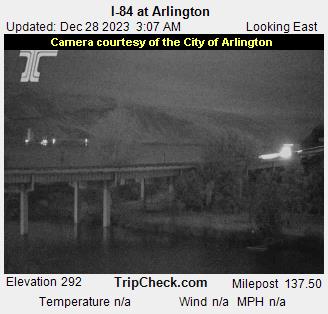 I-84 at Arlington
Updated: Dec 28 2023 3:07 AM Looking East
Camera courtesy of the City of Arlington
Elevation 292 TripCheck.com Milepost 137.50
Temperature n/a Wind n/a MPH n/a